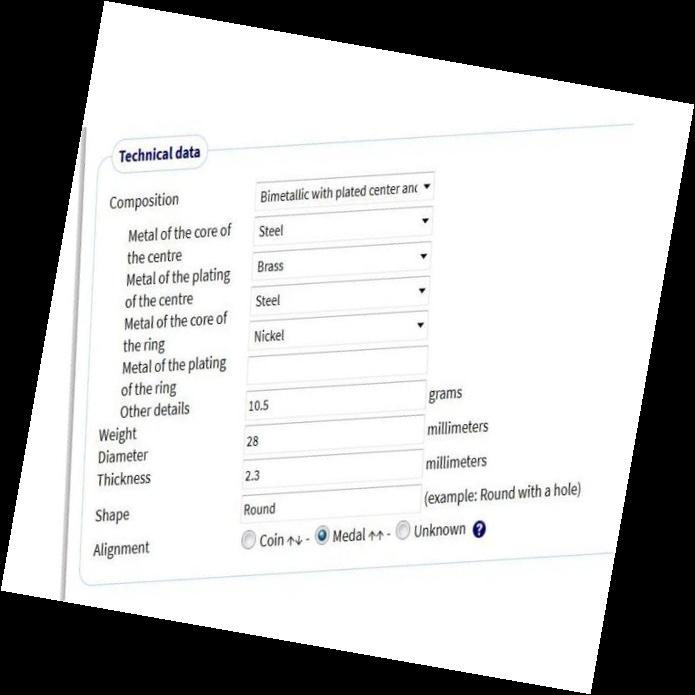 Technical data
Composition
Bimetallic with plated center and
Metal of the core of
the centre
Steel
Metal of the plating
of the centre
Brass
Metal of the core of
the ring
Steel
Metal of the plating
of the ring
Nickel
Other details
Weight
10.5
grams
Diameter
28
millimeters
Thickness
2.3
millimeters
Shape
Round
(example: Round with a hole)
Alignment
Coin ↑↓ - Medal ↑↑ - Unknown ?